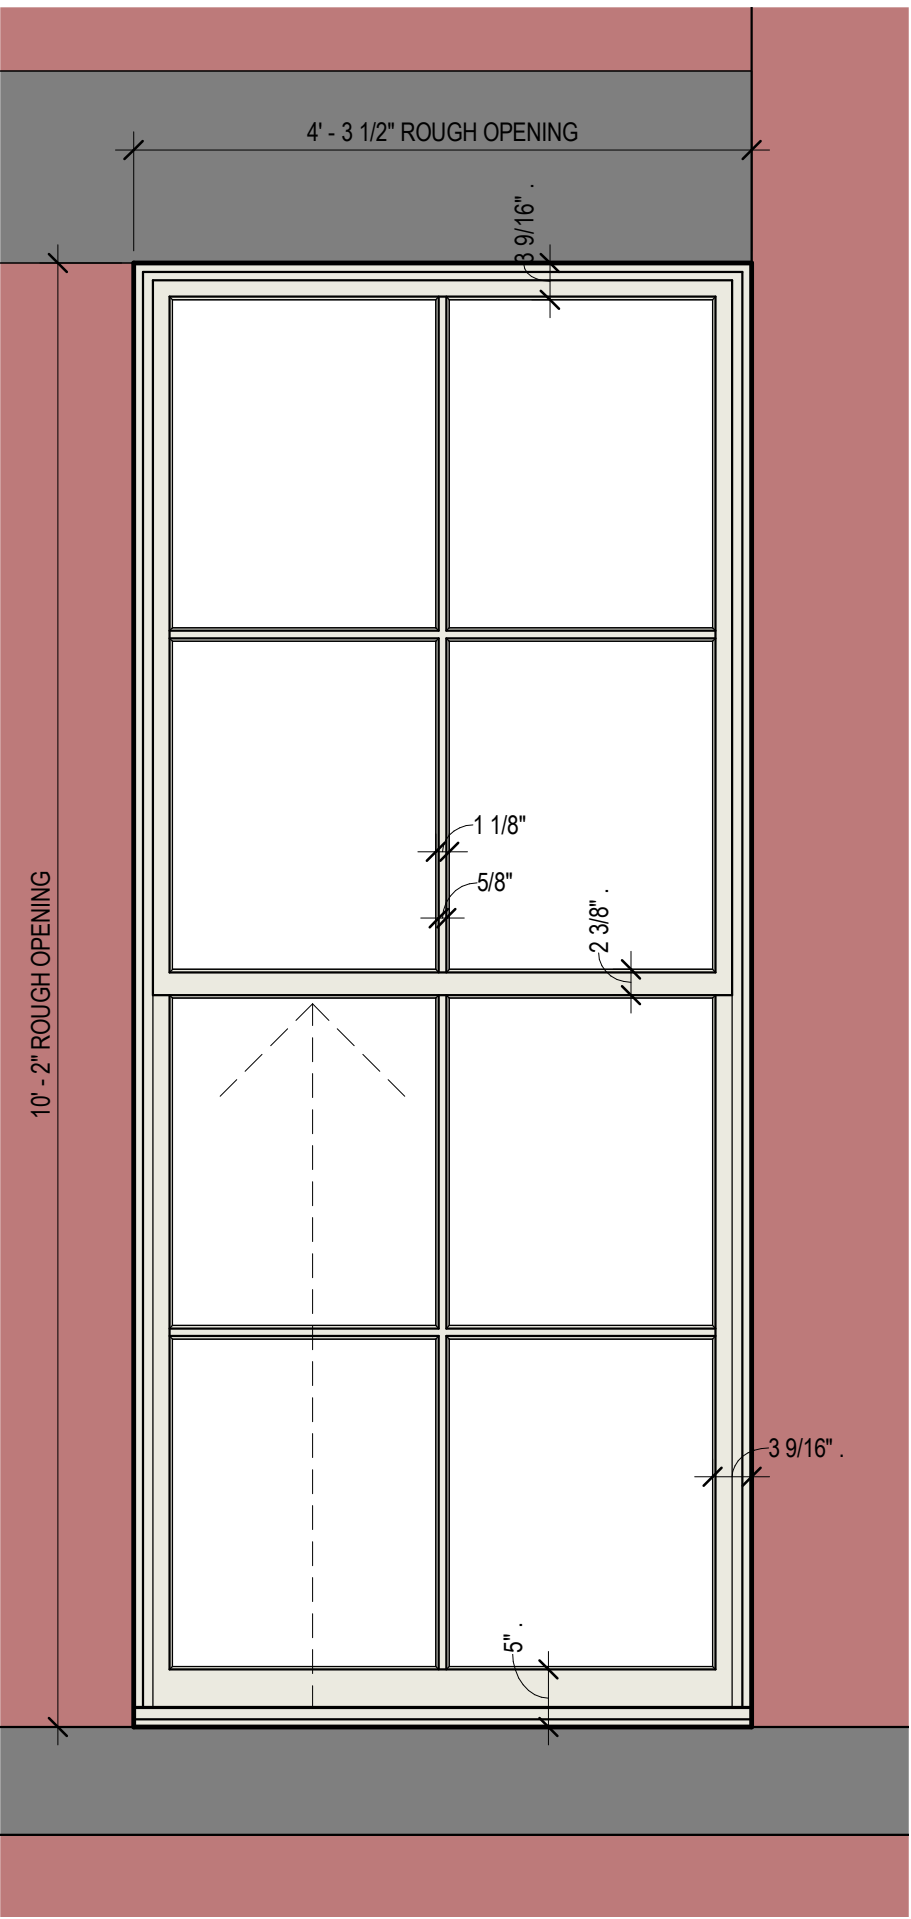 4' - 3 1/2" ROUGH OPENING
3 9/16" .
1 1/8"
5/8"
2 3/8" .
10' - 2" ROUGH OPENING
3 9/16" .
5" .